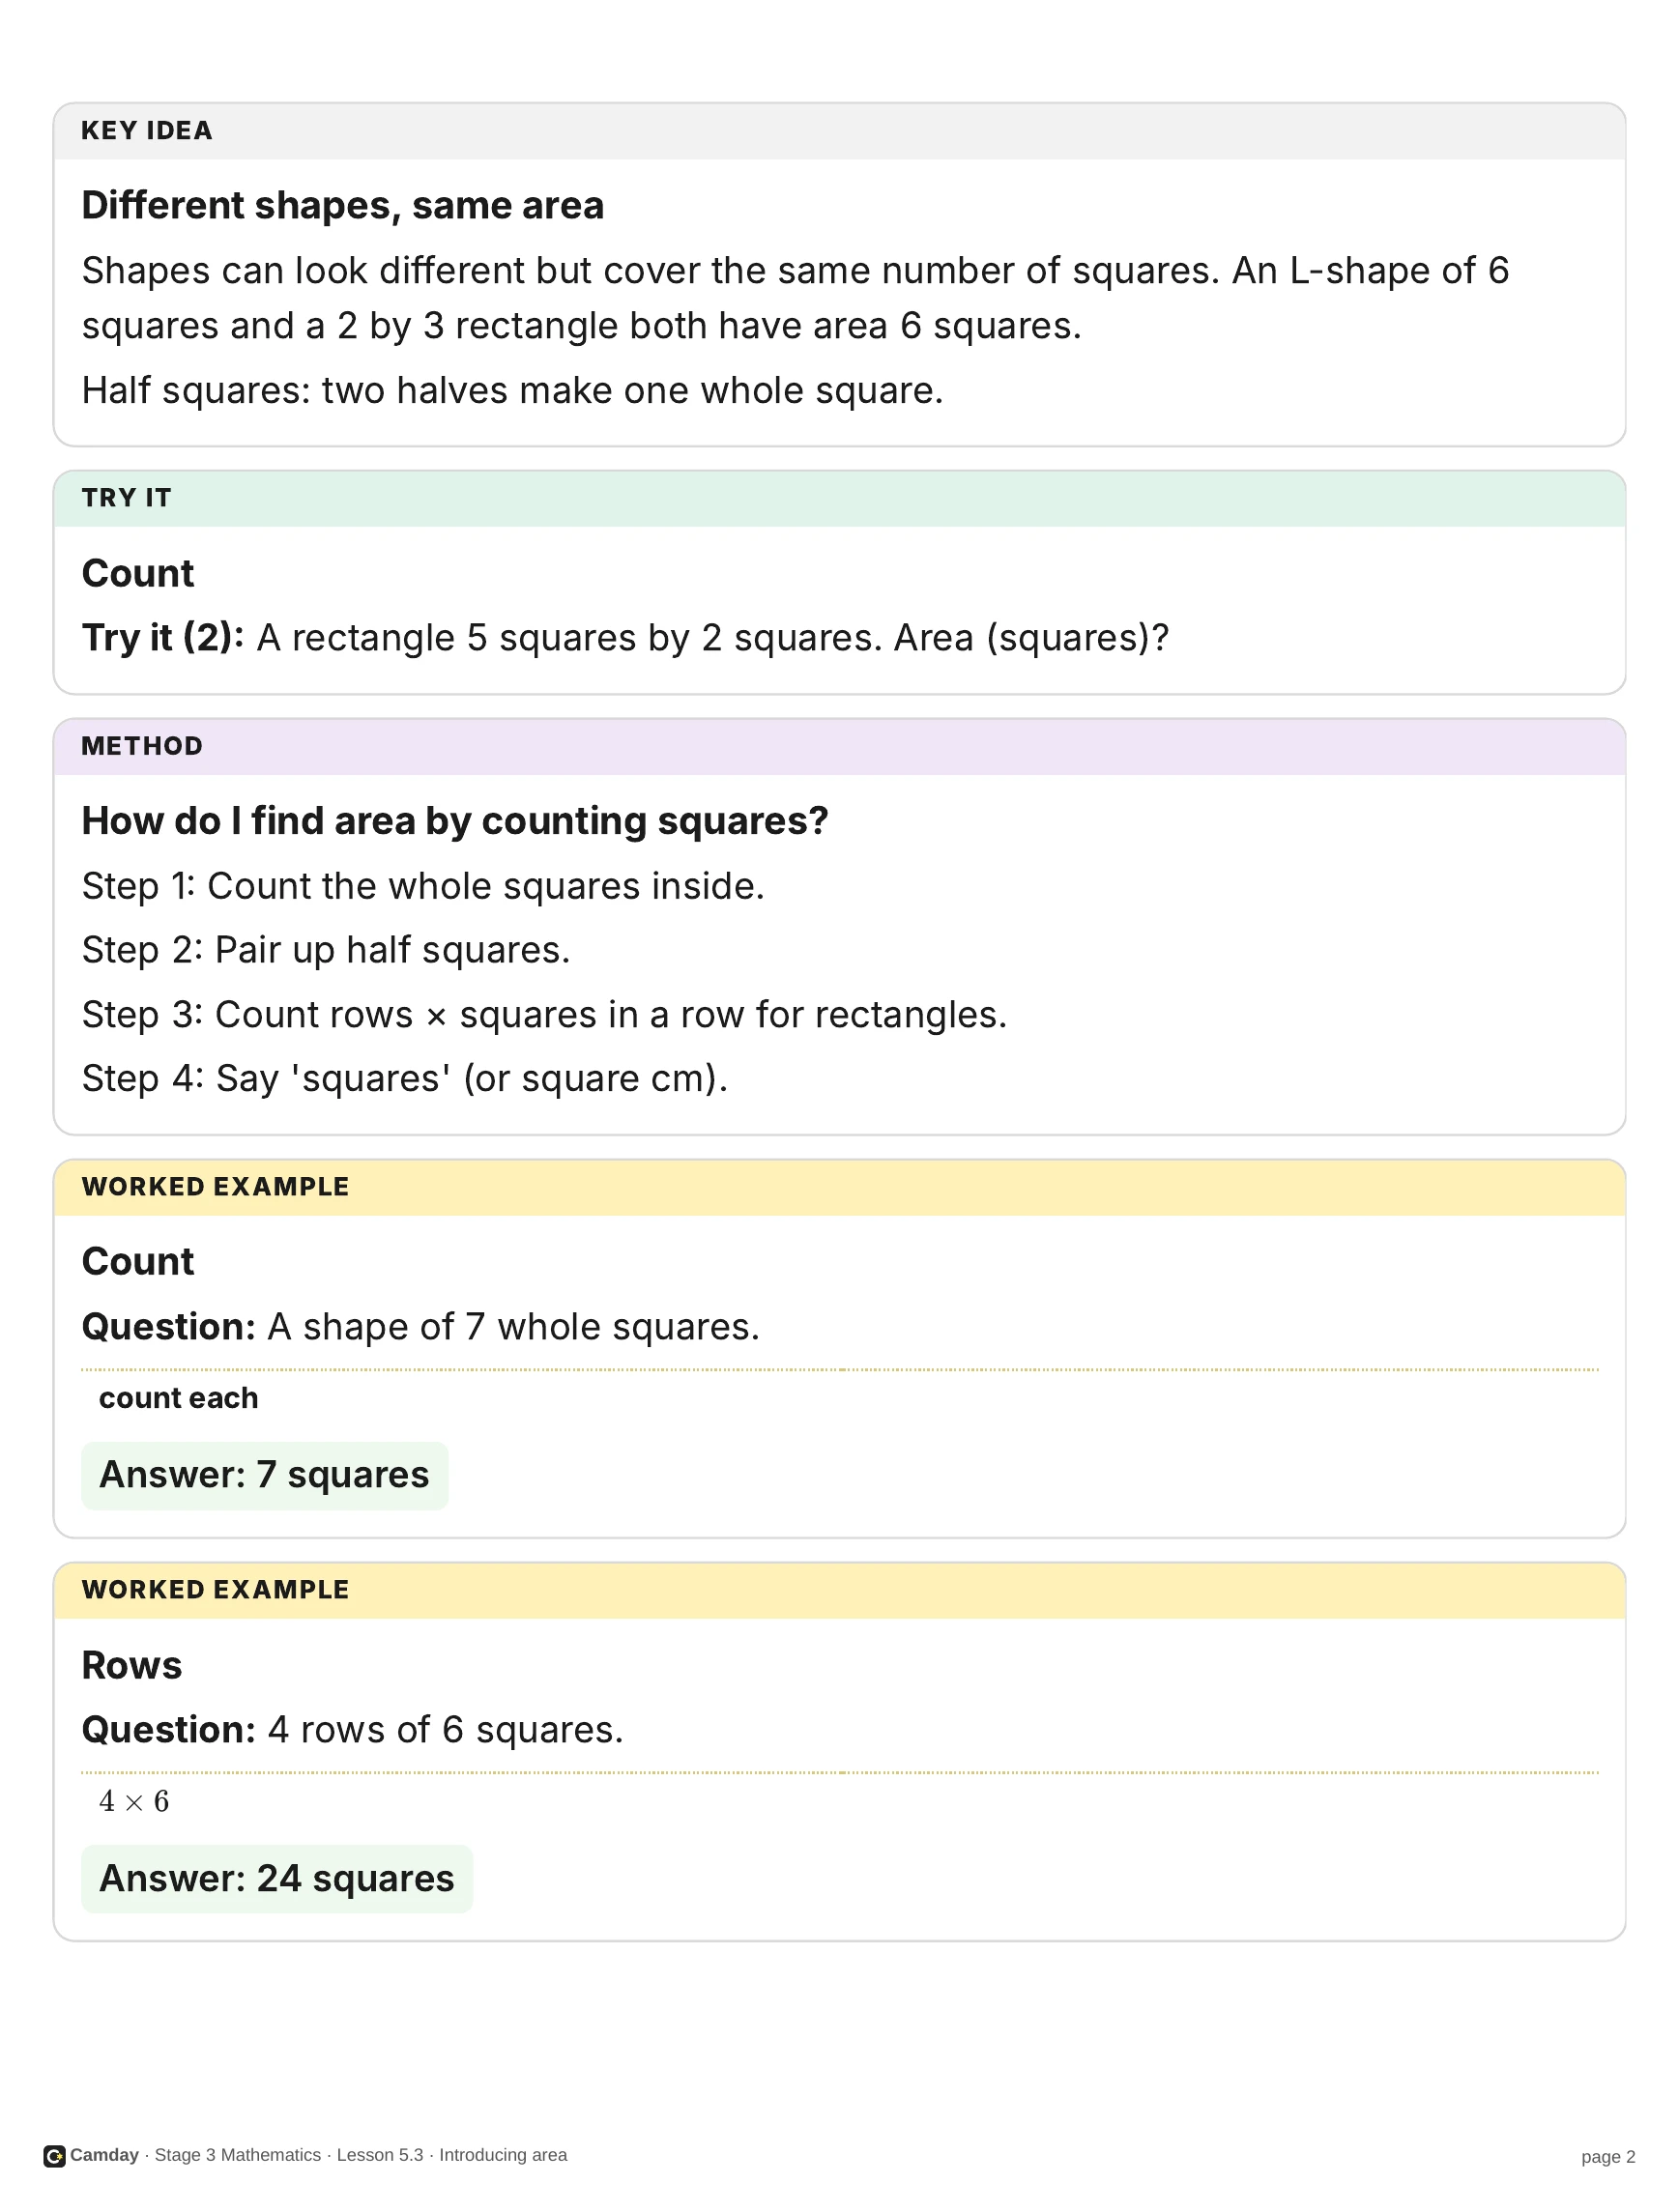 KEY IDEA
Different shapes, same area
Shapes can look different but cover the same number of squares. An L-shape of 6
squares and a 2 by 3 rectangle both have area 6 squares.
Half squares: two halves make one whole square.
TRY IT
Count
Try it (2): A rectangle 5 squares by 2 squares. Area (squares)?
METHOD
How do I find area by counting squares?
Step 1: Count the whole squares inside.
Step 2: Pair up half squares.
Step 3: Count rows × squares in a row for rectangles.
Step 4: Say 'squares' (or square cm).
WORKED EXAMPLE
Count
Question: A shape of 7 whole squares.
count each
Answer: 7 squares
WORKED EXAMPLE
Rows
Question: 4 rows of 6 squares.
4 × 6
Answer: 24 squares
Camday · Stage 3 Mathematics · Lesson 5.3 · Introducing area
page 2